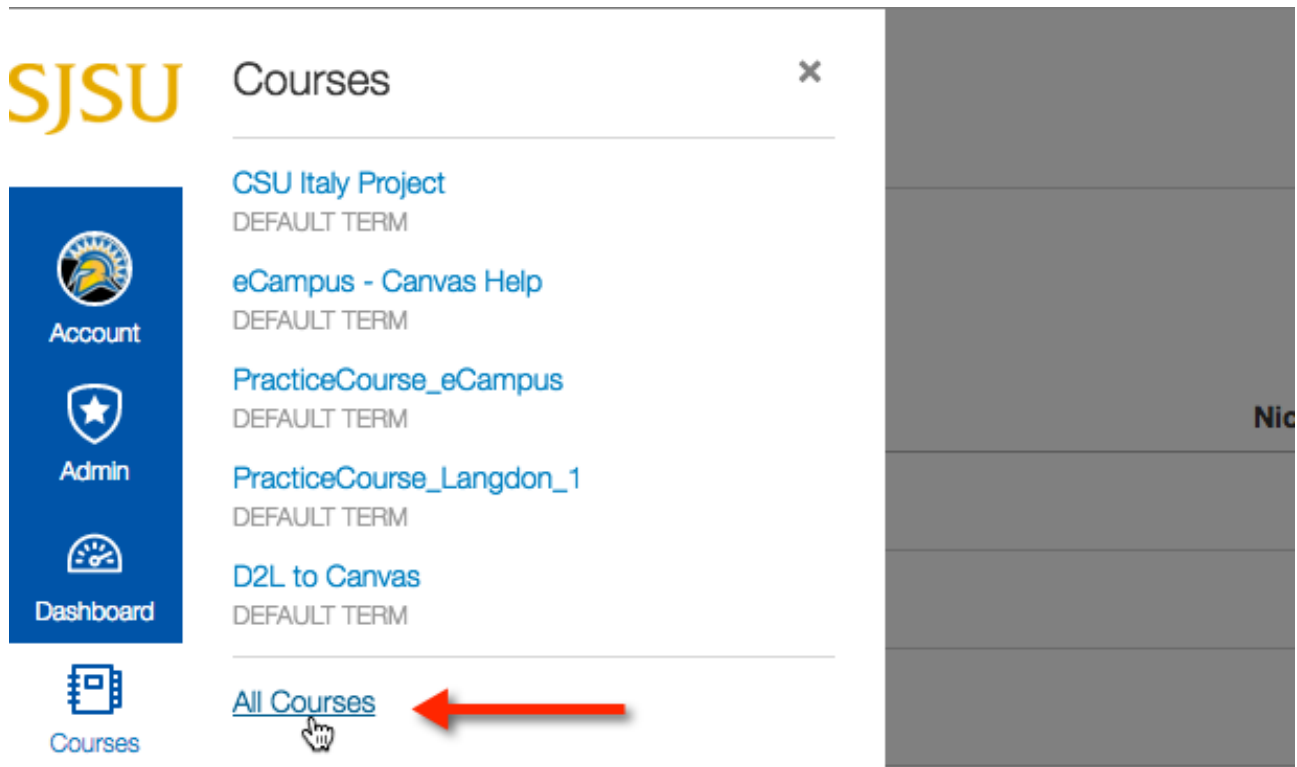 SJSU
Courses
CSU Italy Project
DEFAULT TERM
eCampus - Canvas Help
DEFAULT TERM
Account
PracticeCourse_eCampus
DEFAULT TERM
Nic
Admin
PracticeCourse_Langdon_1
DEFAULT TERM
D2L to Canvas
DEFAULT TERM
Dashboard
All Courses
Courses